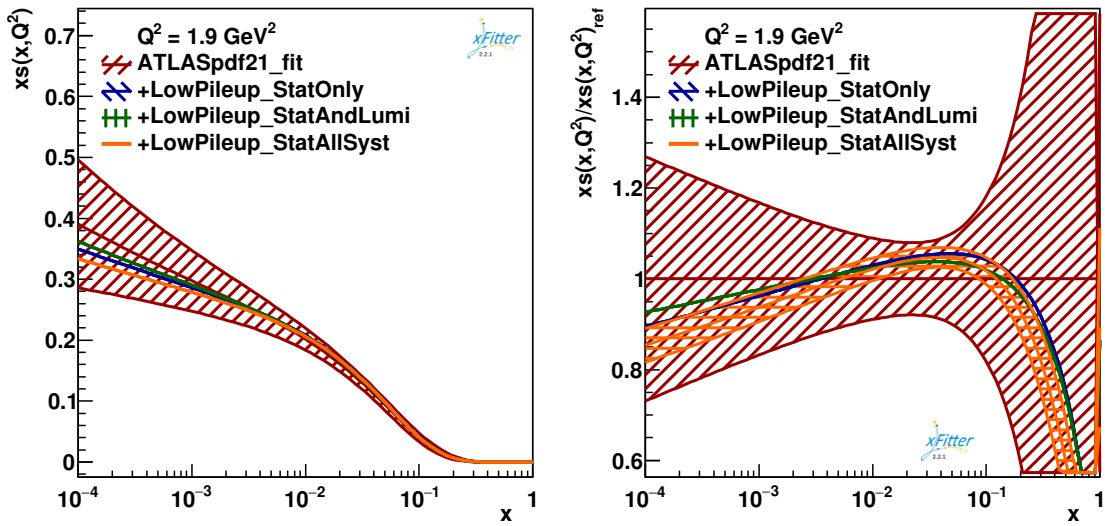 xs(x,Q²)
0.7
0.6
0.5
0.4
0.3
0.2
0.1
0
Q² = 1.9 GeV²
ATLASpdf21_fit
+LowPileup_StatOnly
+LowPileup_StatAndLumi
+LowPileup_StatAllSyst
xFitter
2.2.1
10⁻⁴ 10⁻³ 10⁻² 10⁻¹ 1
x
xs(x,Q²)/xs(x,Q²)ref
1.4
1.2
1
0.8
0.6
Q² = 1.9 GeV²
ATLASpdf21_fit
+LowPileup_StatOnly
+LowPileup_StatAndLumi
+LowPileup_StatAllSyst
xFitter
2.2.1
10⁻⁴ 10⁻³ 10⁻² 10⁻¹ 1
x